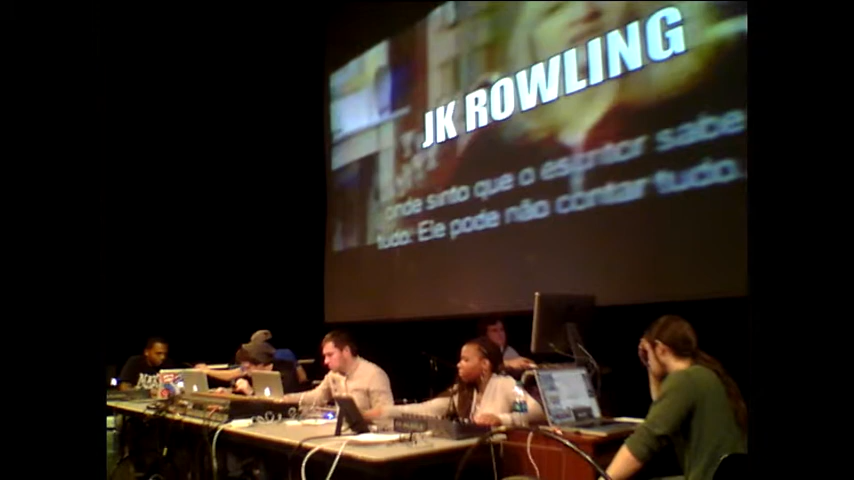 JK ROWLING
onde sinto que o escritor sabe
tudo. Ele pode não contar tudo.